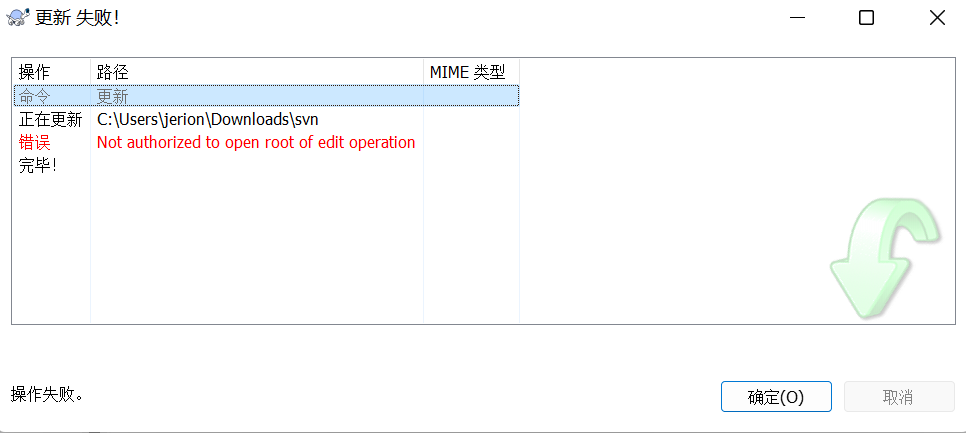 更新 失败!
操作 路径 MIME 类型
命令 更新
正在更新 C:\Users\jerion\Downloads\svn
错误 Not authorized to open root of edit operation
完毕!
操作失败。
确定(O) 取消